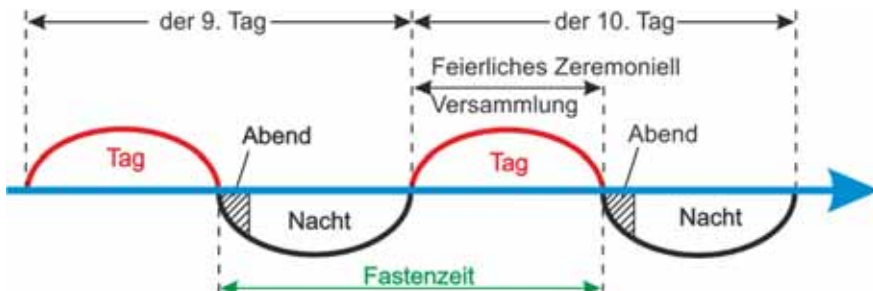 der 9. Tag
der 10. Tag
Feierliches Zeremoniell
Versammlung
Abend
Abend
Tag
Tag
Nacht
Nacht
Fastenzeit